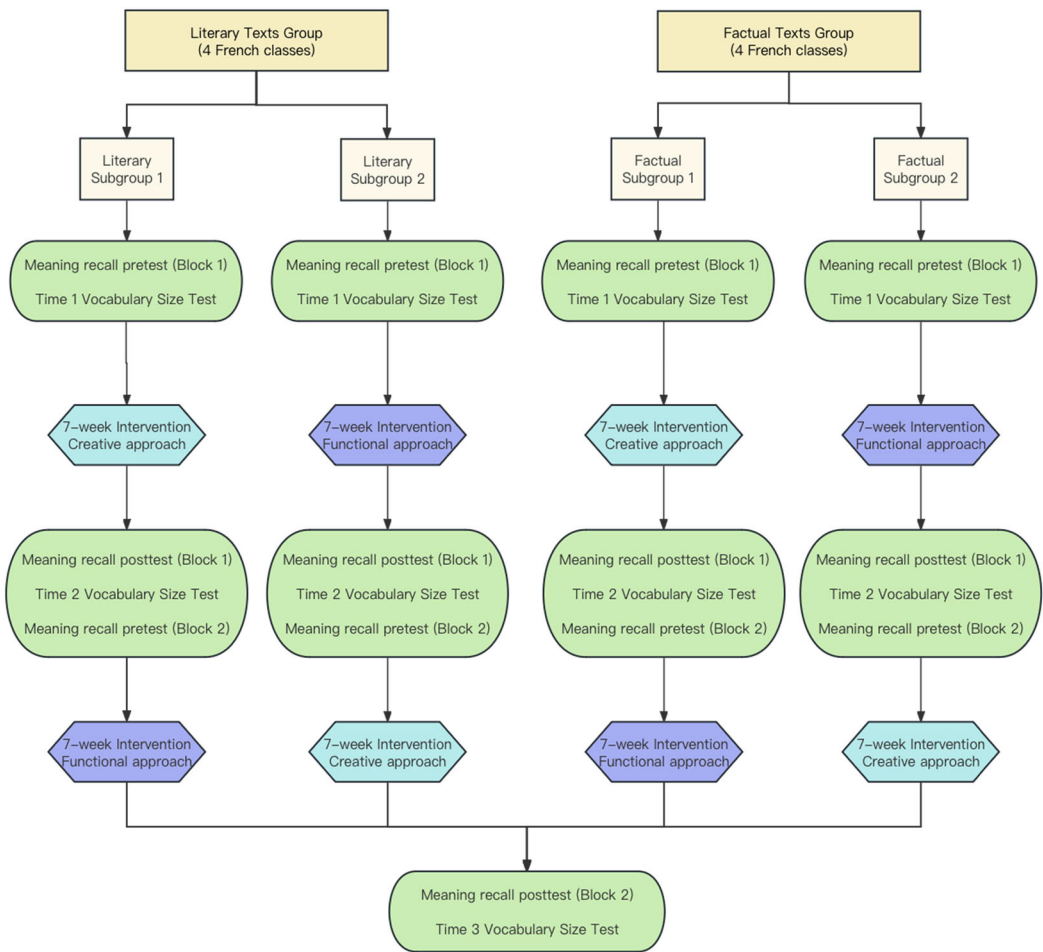 Literary Texts Group
(4 French classes)
Factual Texts Group
(4 French classes)
Literary
Subgroup 1
Literary
Subgroup 2
Factual
Subgroup 1
Factual
Subgroup 2
Meaning recall pretest (Block 1)
Time 1 Vocabulary Size Test
Meaning recall pretest (Block 1)
Time 1 Vocabulary Size Test
Meaning recall pretest (Block 1)
Time 1 Vocabulary Size Test
Meaning recall pretest (Block 1)
Time 1 Vocabulary Size Test
7-week Intervention
Creative approach
7-week Intervention
Functional approach
7-week Intervention
Creative approach
7-week Intervention
Functional approach
Meaning recall posttest (Block 1)
Time 2 Vocabulary Size Test
Meaning recall pretest (Block 2)
Meaning recall posttest (Block 1)
Time 2 Vocabulary Size Test
Meaning recall pretest (Block 2)
Meaning recall posttest (Block 1)
Time 2 Vocabulary Size Test
Meaning recall pretest (Block 2)
Meaning recall posttest (Block 1)
Time 2 Vocabulary Size Test
Meaning recall pretest (Block 2)
7-week Intervention
Functional approach
7-week Intervention
Creative approach
7-week Intervention
Functional approach
7-week Intervention
Creative approach
Meaning recall posttest (Block 2)
Time 3 Vocabulary Size Test